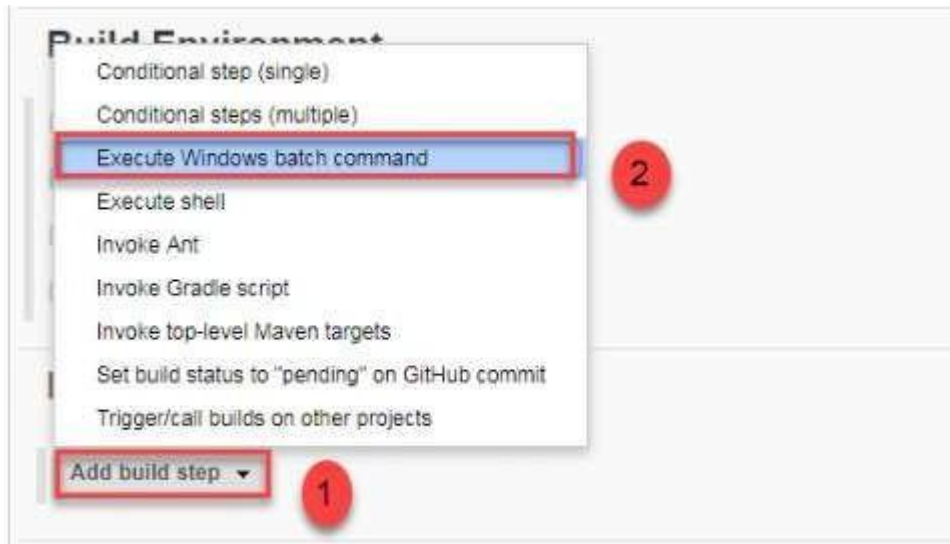 Build Environment
Conditional step (single)
Conditional steps (multiple)
Execute Windows batch command
2
Execute shell
Invoke Ant
Invoke Gradle script
Invoke top-level Maven targets
Set build status to "pending" on GitHub commit
Trigger/call builds on other projects
Add build step
1